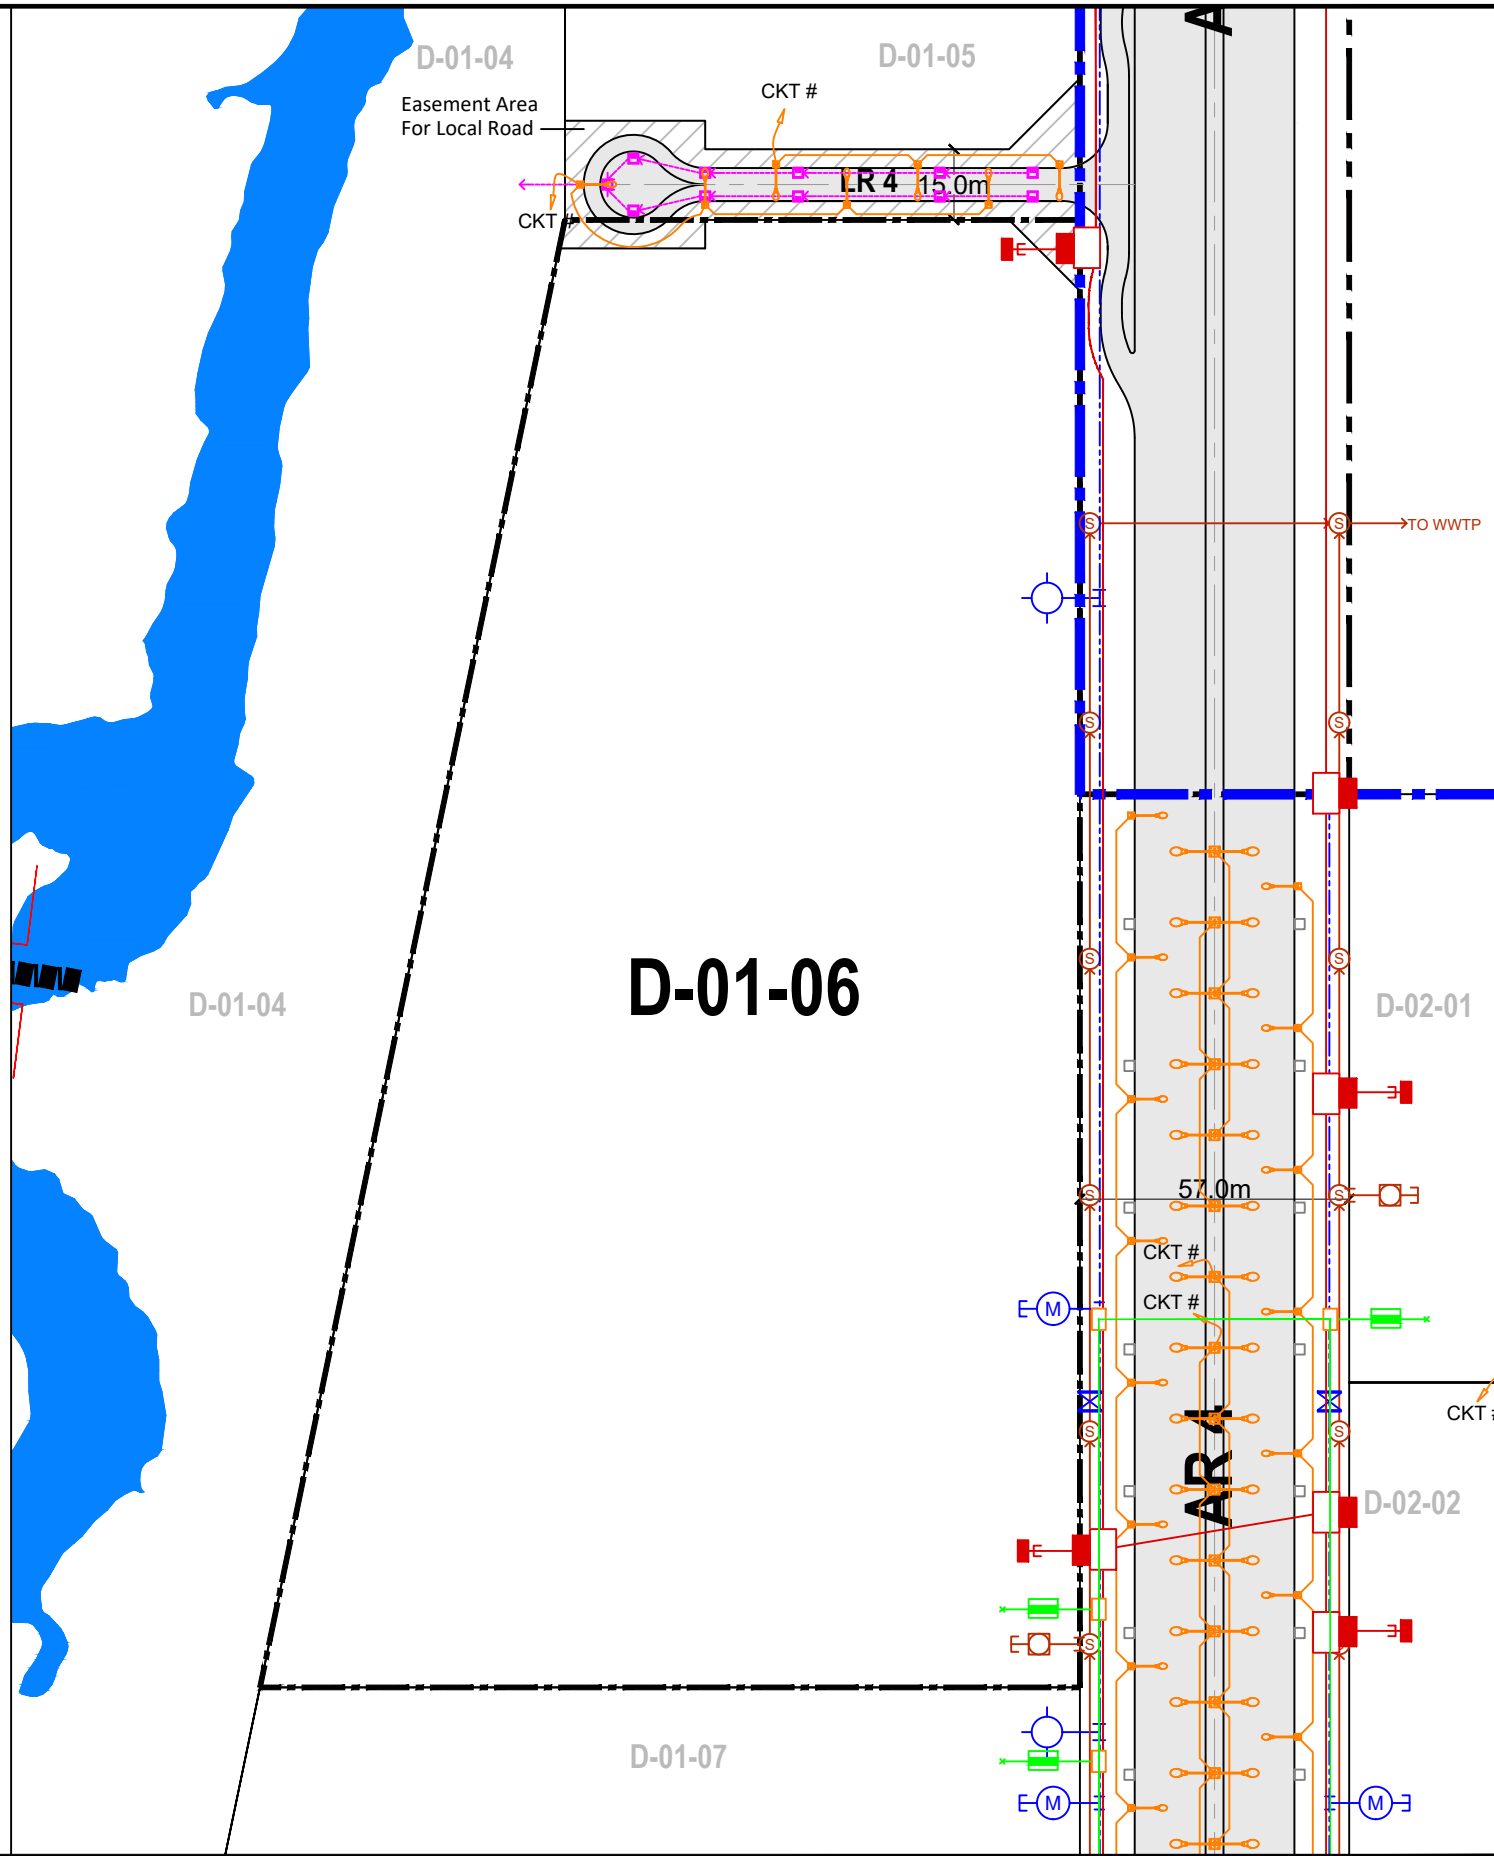 A
D-01-04
D-01-05
Easement Area
For Local Road
CKT #
LR 4
15.0m
CKT #
S
S
TO WWTP
S
S
D-01-06
S
S
D-01-04
D-02-01
57.0m
S
S
CKT #
CKT #
M
CKT #
S
S
AR 4
D-02-02
S
D-01-07
M
M